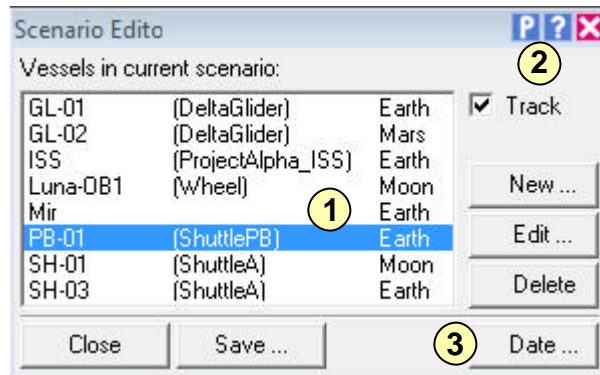 Scenario Edito P ? X
2
Vessels in current scenario:
GL-01 (DeltaGlider) Earth
GL-02 (DeltaGlider) Mars
ISS (ProjectAlpha_ISS) Earth
Luna-OB1 (Wheel) Moon
Mir Earth
PB-01 (ShuttlePB) Earth
SH-01 (ShuttleA) Moon
SH-03 (ShuttleA) Earth
1
Track
New ...
Edit ...
Delete
Close Save ... 3 Date ...